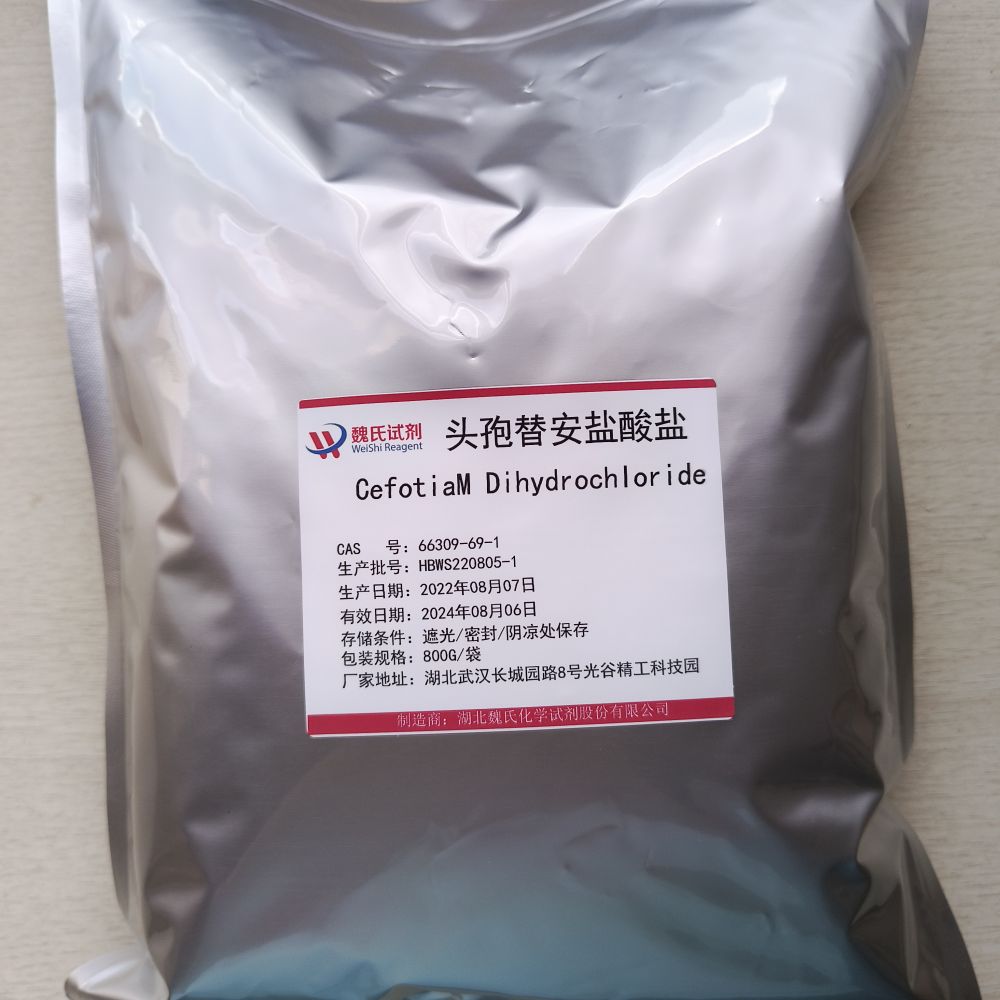 魏氏试剂
WeiShi Reagent
头孢替安盐酸盐
CefotiaM Dihydrochloride
CAS 号：66309-69-1
生产批号：HBWS220805-1
生产日期：2022年08月07日
有效日期：2024年08月06日
存储条件：遮光/密封/阴凉处保存
包装规格：800G/袋
厂家地址：湖北武汉长城园路8号光谷精工科技园
制造商：湖北魏氏化学试剂股份有限公司